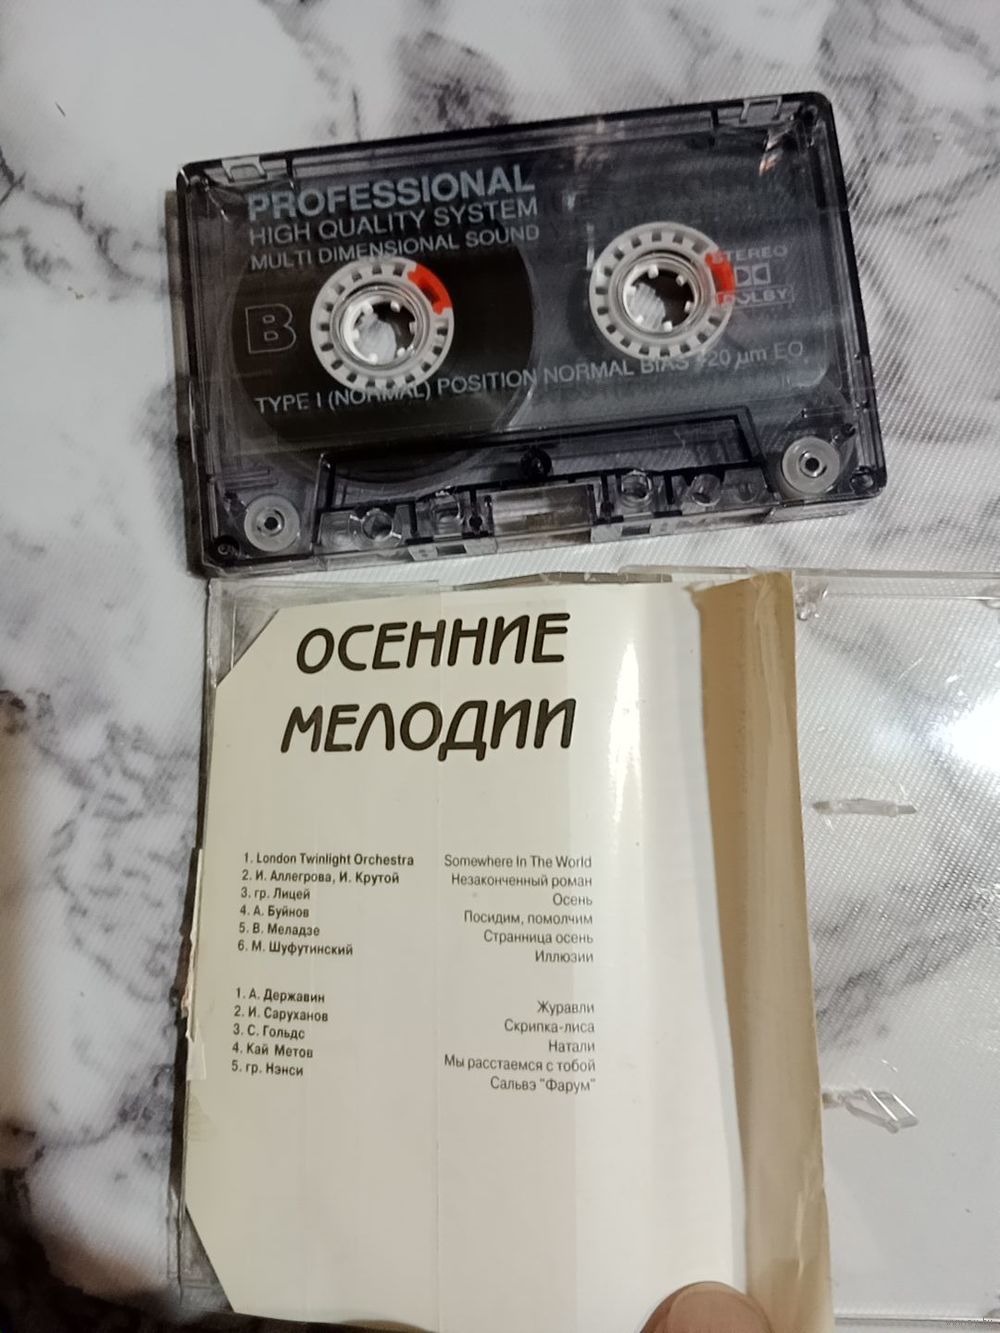 PROFESSIONAL
HIGH QUALITY SYSTEM
MULTI DIMENSIONAL SOUND
B
STEREO
DOLBY
TYPE I (NORMAL) POSITION NORMAL BIAS 120 µm EQ.
ОСЕННИЕ
МЕЛОДИИ
1. London Twinlight Orchestra Somewhere In The World
2. И. Аллегрова, И. Крутой Незаконченный роман
3. гр. Лицей Осень
4. А. Буйнов Посидим, помолчим
5. В. Меладзе Странница осень
6. М. Шуфутинский Иллюзии
1. А. Державин Журавли
2. И. Саруханов Скрипка-лиса
3. С. Гольдс Натали
4. Кай Метов Мы расстаемся с тобой
5. гр. Нэнси Сальвэ "Фарум"